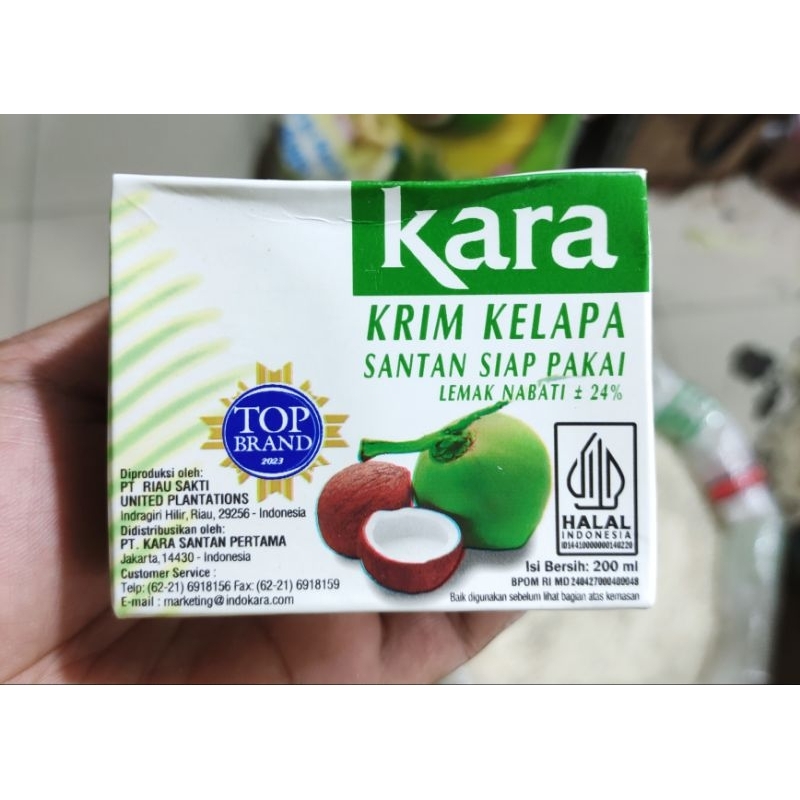 kara
KRIM KELAPA
SANTAN SIAP PAKAI
LEMAK NABATI ± 24%
TOP
BRAND
2023
Diproduksi oleh:
PT RIAU SAKTI
UNITED PLANTATIONS
Indragiri Hilir, Riau, 29256 - Indonesia
Didistribusikan oleh:
PT. KARA SANTAN PERTAMA
Jakarta, 14430 - Indonesia
Customer Service :
Telp: (62-21) 6918156 Fax: (62-21) 6918159
E-mail : marketing@indokara.com
HALAL
INDONESIA
ID14410000000140220
Isi Bersih: 200 ml
BPOM RI MD 240427000400048
Baik digunakan sebelum lihat bagian atas kemasan